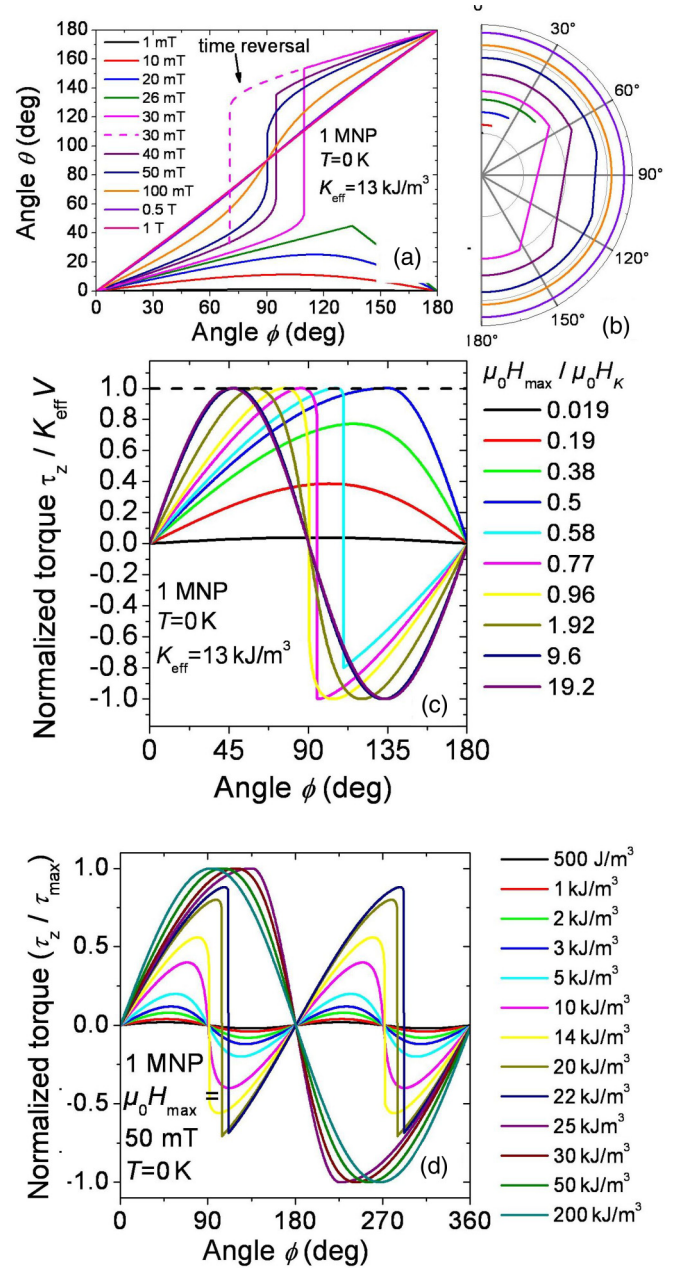 180
160
140
120
100
80
60
40
20
0
Angle θ (deg)
time reversal
1 mT
10 mT
20 mT
26 mT
30 mT
30 mT
40 mT
50 mT
100 mT
0.5 T
1 T
1 MNP
T=0 K
K_eff=13 kJ/m³
(a)
0 30 60 90 120 150 180
Angle ϕ (deg)
30°
60°
90°
120°
150°
180°
(b)
Normalized torque τ_z / K_eff V
1.0
0.8
0.6
0.4
0.2
0.0
-0.2
-0.4
-0.6
-0.8
-1.0
1 MNP
T=0 K
K_eff=13 kJ/m³
(c)
0 45 90 135 180
Angle ϕ (deg)
μ₀H_max / μ₀H_K
0.019
0.19
0.38
0.5
0.58
0.77
0.96
1.92
9.6
19.2
Normalized torque (τ_z / τ_max)
1.0
0.5
0.0
-0.5
-1.0
1 MNP
μ₀H_max =
50 mT
T=0 K
(d)
0 90 180 270 360
Angle ϕ (deg)
500 J/m³
1 kJ/m³
2 kJ/m³
3 kJ/m³
5 kJ/m³
10 kJ/m³
14 kJ/m³
20 kJ/m³
22 kJ/m³
25 kJm³
30 kJ/m³
50 kJ/m³
200 kJ/m³